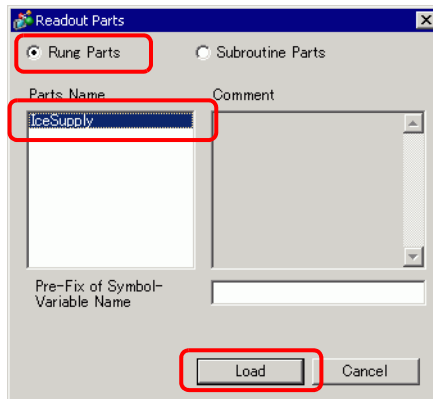 Readout Parts
Rung Parts Subroutine Parts
Parts Name Comment
IceSupply
Pre-Fix of Symbol-
Variable Name
Load Cancel